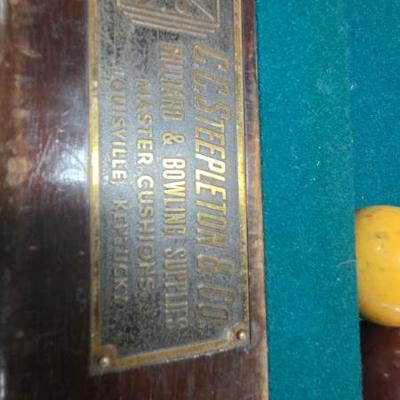 C.C. STEEPLETON & CO
BILLIARD & BOWLING SUPPLIES
MASTER CUSHIONS
LOUISVILLE, KENTUCKY